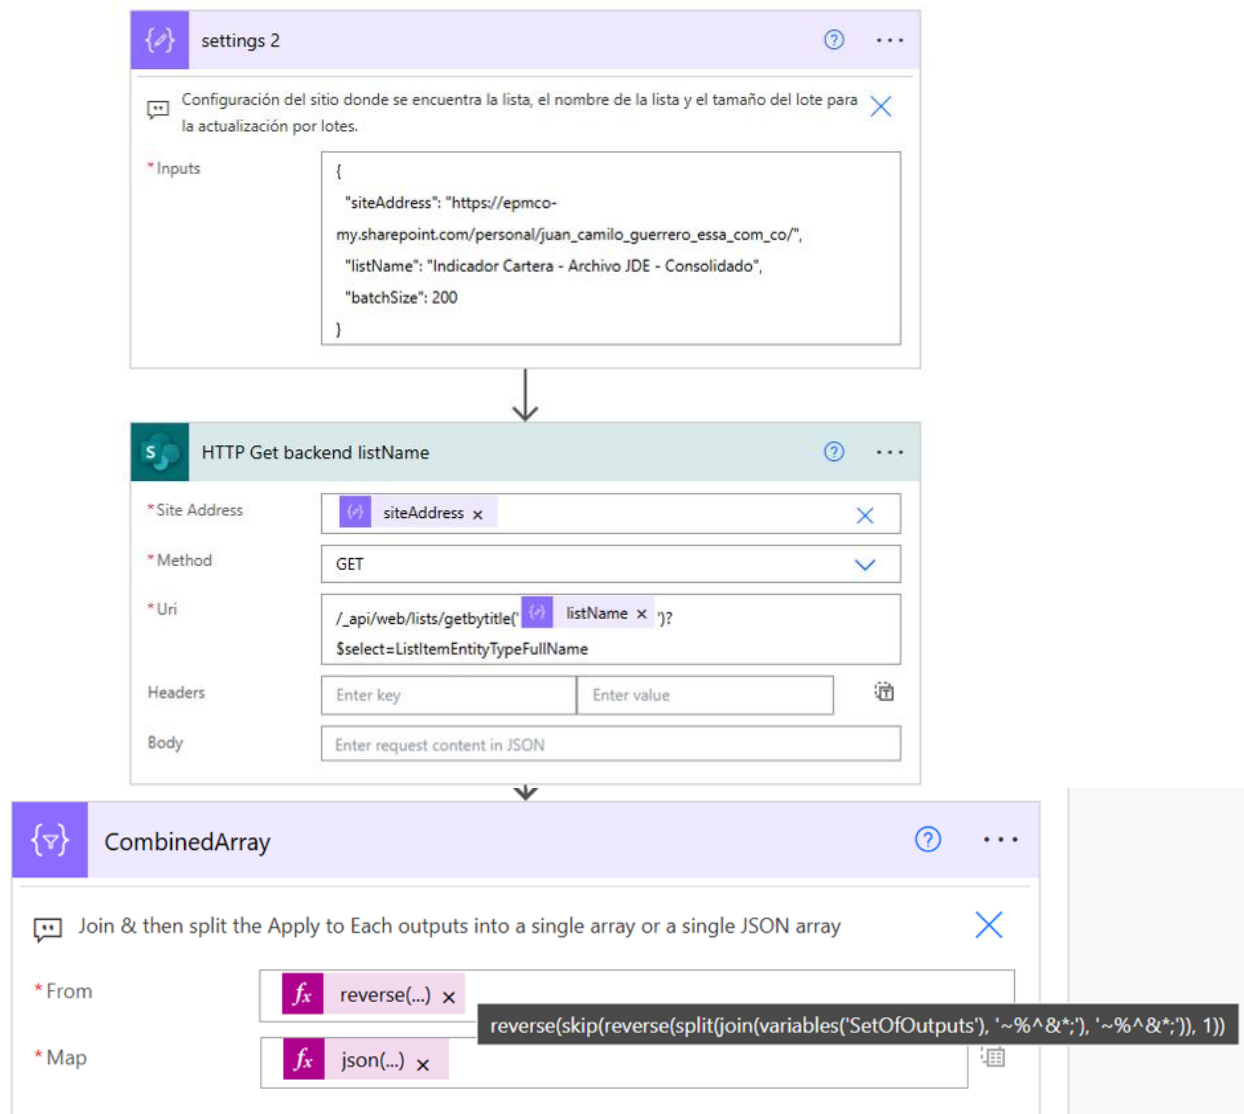 settings 2
Configuración del sitio donde se encuentra la lista, el nombre de la lista y el tamaño del lote para
la actualización por lotes.
* Inputs
{
"siteAddress": "https://epmco-
my.sharepoint.com/personal/juan_camilo_guerrero_essa_com_co/",
"listName": "Indicador Cartera - Archivo JDE - Consolidado",
"batchSize": 200
}
HTTP Get backend listName
* Site Address
siteAddress
* Method
GET
* Uri
/_api/web/lists/getbytitle('listName')?
$select=ListItemEntityTypeFullName
Headers
Enter key
Enter value
Body
Enter request content in JSON
CombinedArray
Join & then split the Apply to Each outputs into a single array or a single JSON array
* From
fx reverse(...)
reverse(skip(reverse(split(join(variables('SetOfOutputs'), '~%^&*;'), '~%^&*;')), 1))
* Map
fx json(...)